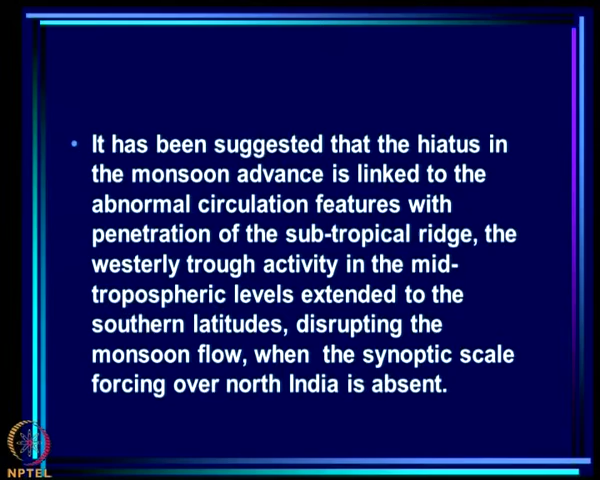 • It has been suggested that the hiatus in
the monsoon advance is linked to the
abnormal circulation features with
penetration of the sub-tropical ridge, the
westerly trough activity in the mid-
tropospheric levels extended to the
southern latitudes, disrupting the
monsoon flow, when the synoptic scale
forcing over north India is absent.
NPTEL